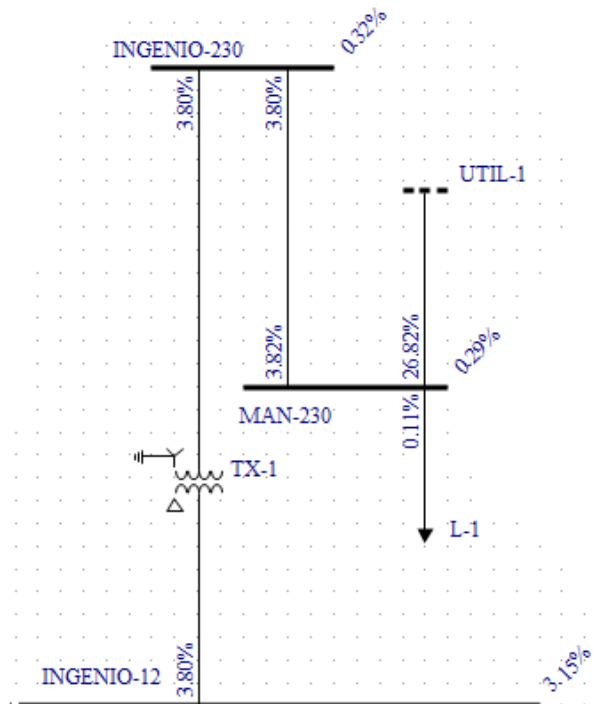 0.32%
INGENIO-230
3.80%
3.80%
UTIL-1
3.82%
26.82%
0.29%
MAN-230
0.11%
TX-1
L-1
INGENIO-12
3.80%
3.15%